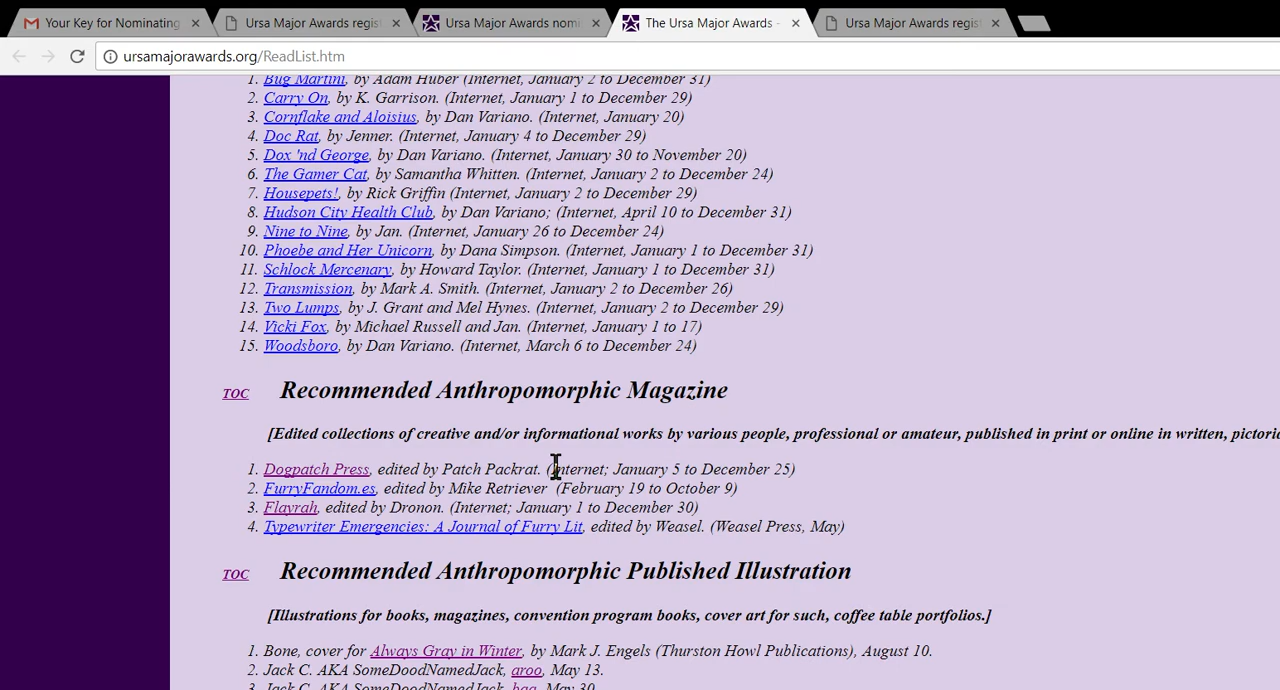 Your Key for Nominating
Ursa Major Awards regist
Ursa Major Awards nomi
The Ursa Major Awards -
Ursa Major Awards regist
ursamajorawards.org/ReadList.htm
1. Bug Martini, by Adam Huber (Internet, January 2 to December 31)
2. Carry On, by K. Garrison. (Internet, January 1 to December 29)
3. Cornflake and Aloisius, by Dan Variano. (Internet, January 20)
4. Doc Rat, by Jenner. (Internet, January 4 to December 29)
5. Dox 'nd George, by Dan Variano. (Internet, January 30 to November 20)
6. The Gamer Cat, by Samantha Whitten. (Internet, January 2 to December 24)
7. Housepets!, by Rick Griffin (Internet, January 2 to December 29)
8. Hudson City Health Club, by Dan Variano; (Internet, April 10 to December 31)
9. Nine to Nine, by Jan. (Internet, January 26 to December 24)
10. Phoebe and Her Unicorn, by Dana Simpson. (Internet, January 1 to December 31)
11. Schlock Mercenary, by Howard Taylor. (Internet, January 1 to December 31)
12. Transmission, by Mark A. Smith. (Internet, January 2 to December 26)
13. Two Lumps, by J. Grant and Mel Hynes. (Internet, January 2 to December 29)
14. Vicki Fox, by Michael Russell and Jan. (Internet, January 1 to 17)
15. Woodsboro, by Dan Variano. (Internet, March 6 to December 24)
TOC Recommended Anthropomorphic Magazine
[Edited collections of creative and/or informational works by various people, professional or amateur, published in print or online in written, pictoria
1. Dogpatch Press, edited by Patch Packrat. (Internet; January 5 to December 25)
2. FurryFandom.es, edited by Mike Retriever (February 19 to October 9)
3. Flayrah, edited by Dronon. (Internet; January 1 to December 30)
4. Typewriter Emergencies: A Journal of Furry Lit, edited by Weasel. (Weasel Press, May)
TOC Recommended Anthropomorphic Published Illustration
[Illustrations for books, magazines, convention program books, cover art for such, coffee table portfolios.]
1. Bone, cover for Always Gray in Winter, by Mark J. Engels (Thurston Howl Publications), August 10.
2. Jack C. AKA SomeDoodNamedJack, aroo, May 13.
3. Jack C. AKA SomeDoodNamedJack, May 30.